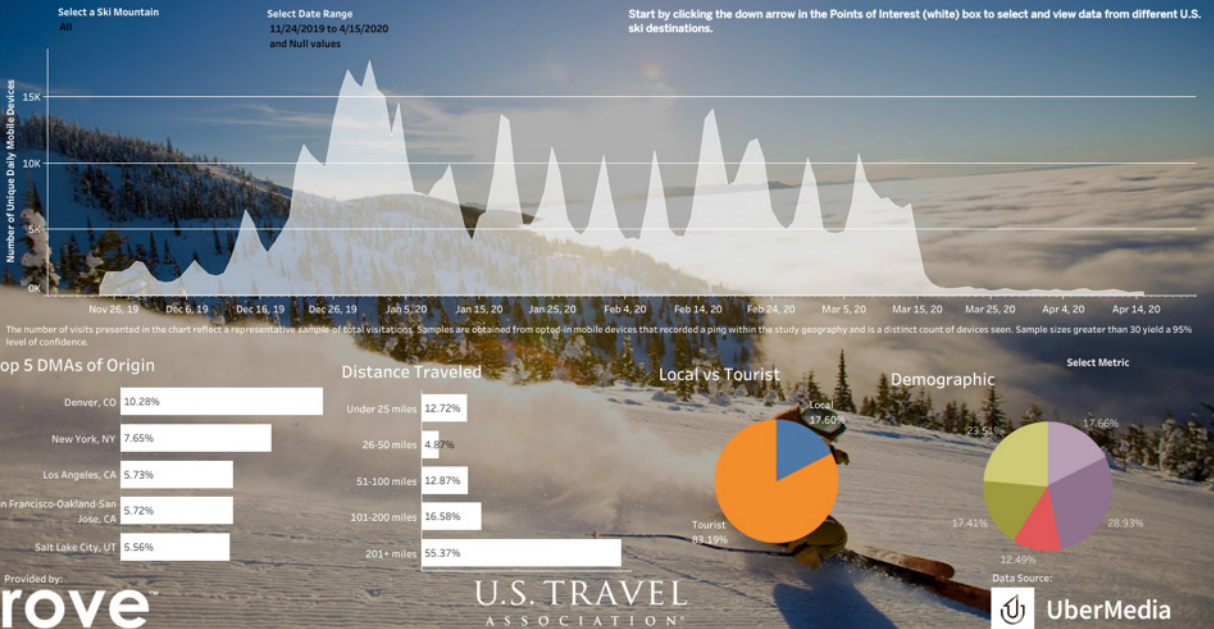 Select a Ski Mountain
All
Select Date Range
11/24/2019 to 4/15/2020
and Null values
Start by clicking the down arrow in the Points of Interest (white) box to select and view data from different U.S.
ski destinations.
Number of Unique Daily Mobile Devices
15K
10K
5K
0K
Nov 26, 19
Dec 6, 19
Dec 16, 19
Dec 26, 19
Jan 5, 20
Jan 15, 20
Jan 25, 20
Feb 4, 20
Feb 14, 20
Feb 24, 20
Mar 5, 20
Mar 15, 20
Mar 25, 20
Apr 4, 20
Apr 14, 20
The number of visits presented in the chart reflect a representative sample of total visitations. Samples are obtained from opted-in mobile devices that recorded a ping within the study geography and is a distinct count of devices seen. Sample sizes greater than 30 yield a 95%
level of confidence.
op 5 DMAs of Origin
Denver, CO 10.28%
New York, NY 7.65%
Los Angeles, CA 5.73%
n Francisco-Oakland-San
Jose, CA 5.72%
Salt Lake City, UT 5.56%
Distance Traveled
Under 25 miles 12.72%
26-50 miles 4.87%
51-100 miles 12.87%
101-200 miles 16.58%
201+ miles 55.37%
Local vs Tourist
Local
17.60%
Tourist
83.19%
Demographic
Select Metric
17.66%
28.93%
12.49%
17.41%
Provided by:
rove™
U.S. TRAVEL
ASSOCIATION®
Data Source:
UberMedia